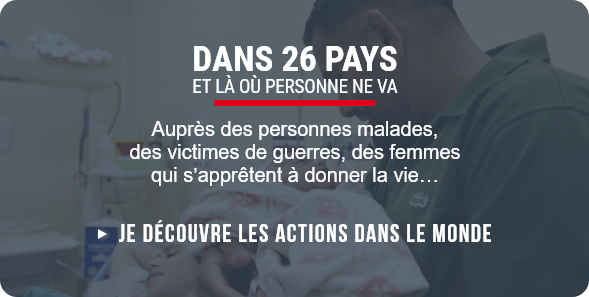 DANS 26 PAYS
ET LÀ OÙ PERSONNE NE VA
Auprès des personnes malades,
des victimes de guerres, des femmes
qui s'apprêtent à donner la vie…
JE DÉCOUVRE LES ACTIONS DANS LE MONDE